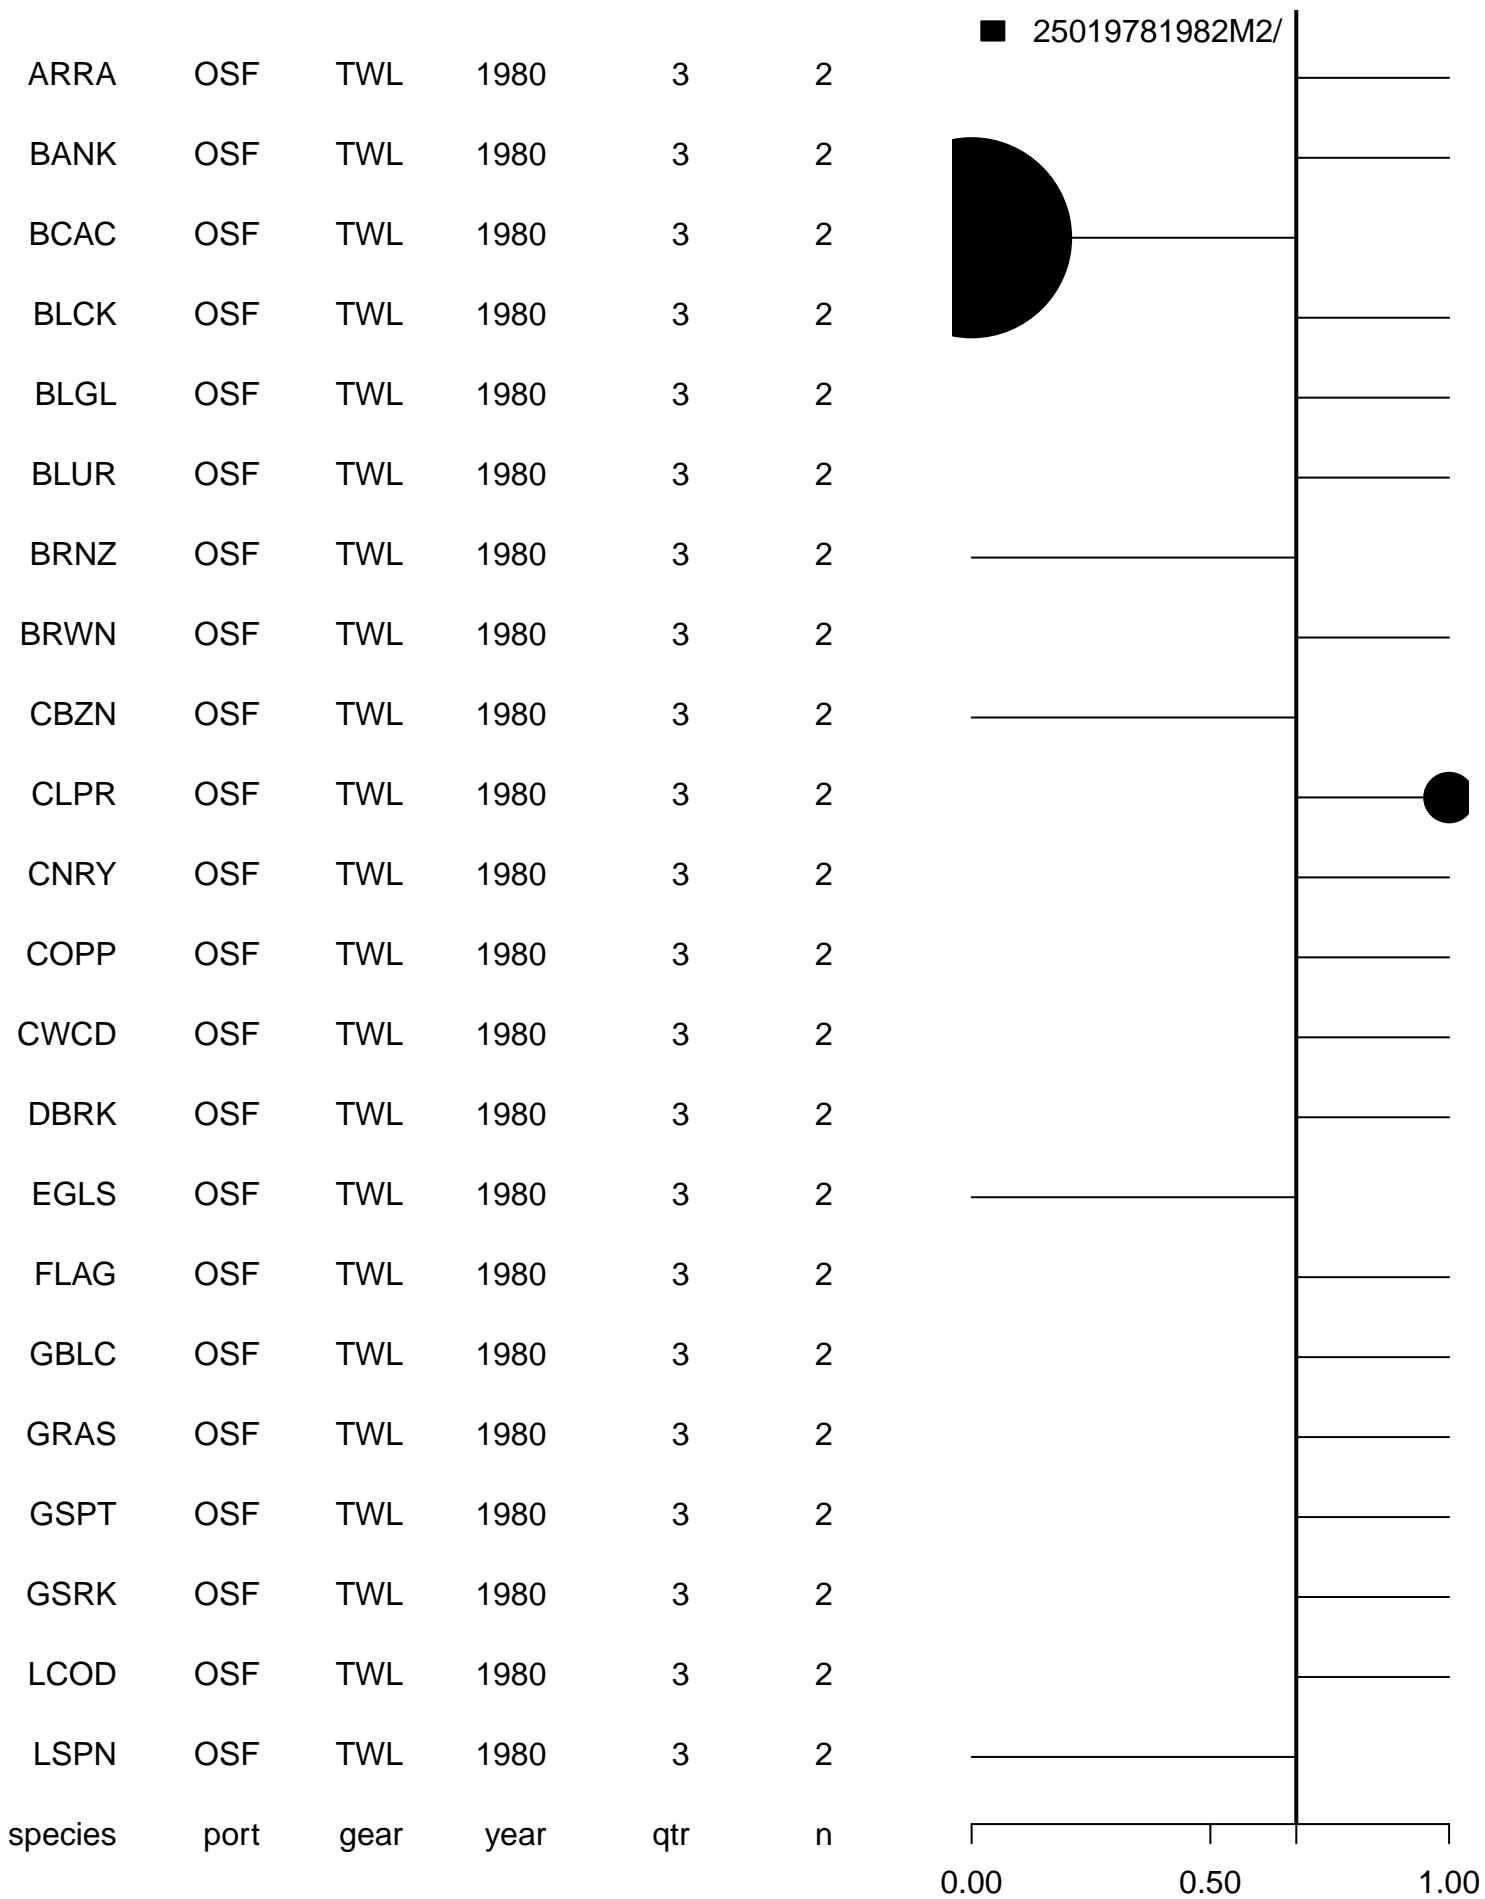 25019781982M2/
ARRA OSF TWL 1980 3 2
BANK OSF TWL 1980 3 2
BCAC OSF TWL 1980 3 2
BLCK OSF TWL 1980 3 2
BLGL OSF TWL 1980 3 2
BLUR OSF TWL 1980 3 2
BRNZ OSF TWL 1980 3 2
BRWN OSF TWL 1980 3 2
CBZN OSF TWL 1980 3 2
CLPR OSF TWL 1980 3 2
CNRY OSF TWL 1980 3 2
COPP OSF TWL 1980 3 2
CWCD OSF TWL 1980 3 2
DBRK OSF TWL 1980 3 2
EGLS OSF TWL 1980 3 2
FLAG OSF TWL 1980 3 2
GBLC OSF TWL 1980 3 2
GRAS OSF TWL 1980 3 2
GSPT OSF TWL 1980 3 2
GSRK OSF TWL 1980 3 2
LCOD OSF TWL 1980 3 2
LSPN OSF TWL 1980 3 2
species port gear year qtr n
0.00 0.50 1.00